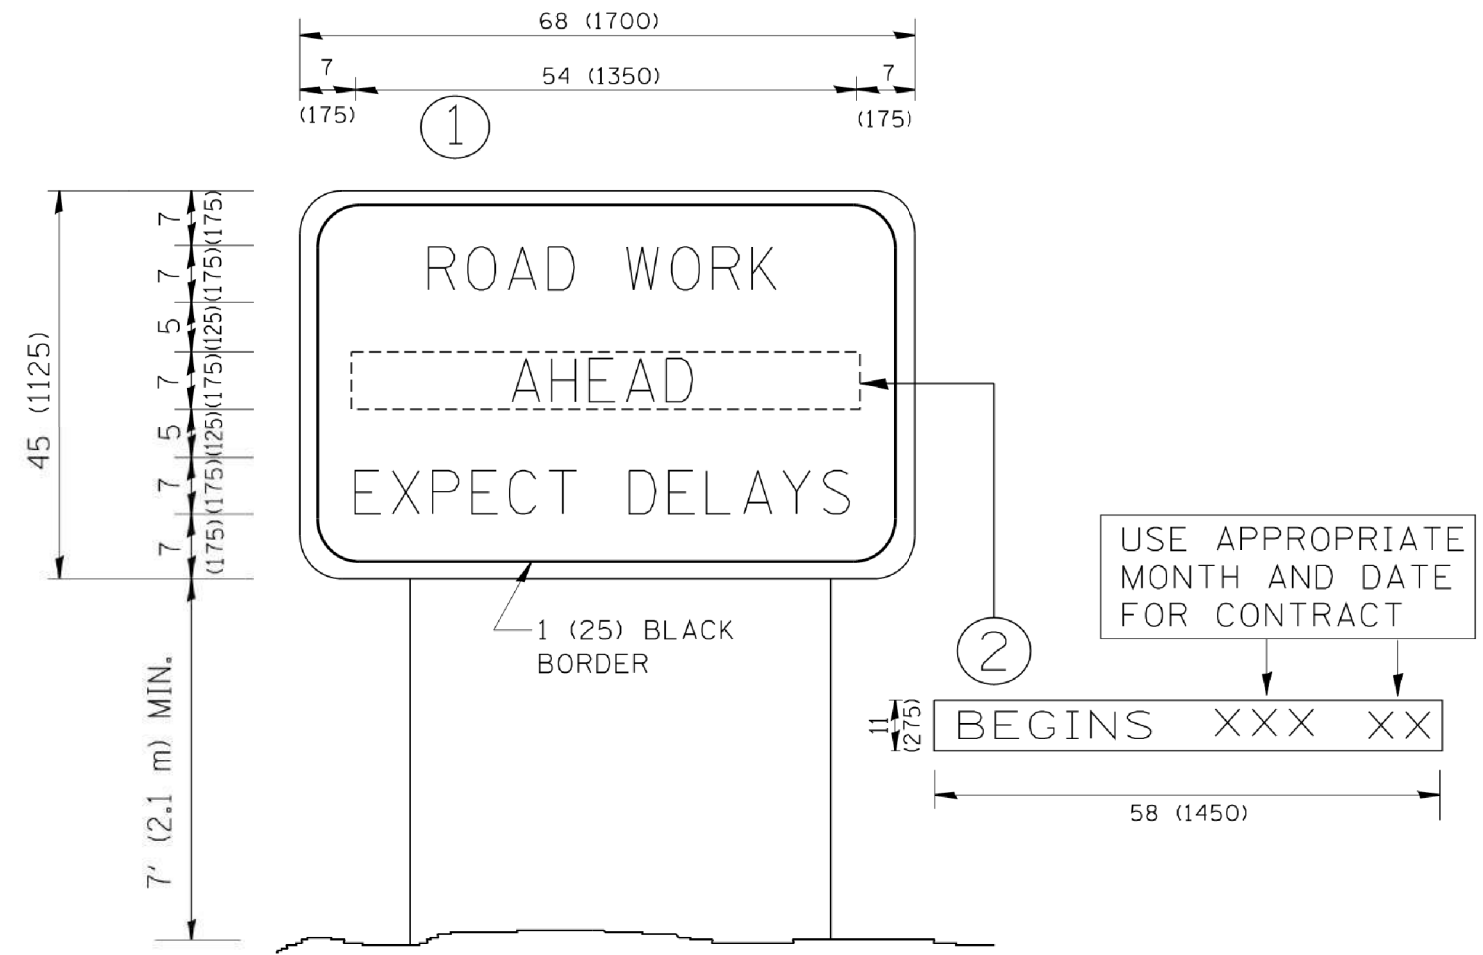 68 (1700)
7
54 (1350)
7
(175)
(175)
1
7
(175)
7
(175)
5
(125)
7
(175)
5
(125)
7
(175)
7
(175)
45 (1125)
ROAD WORK
AHEAD
EXPECT DELAYS
1 (25) BLACK
BORDER
7' (2.1 m) MIN.
USE APPROPRIATE
MONTH AND DATE
FOR CONTRACT
2
11
(275)
BEGINS XXX XX
58 (1450)